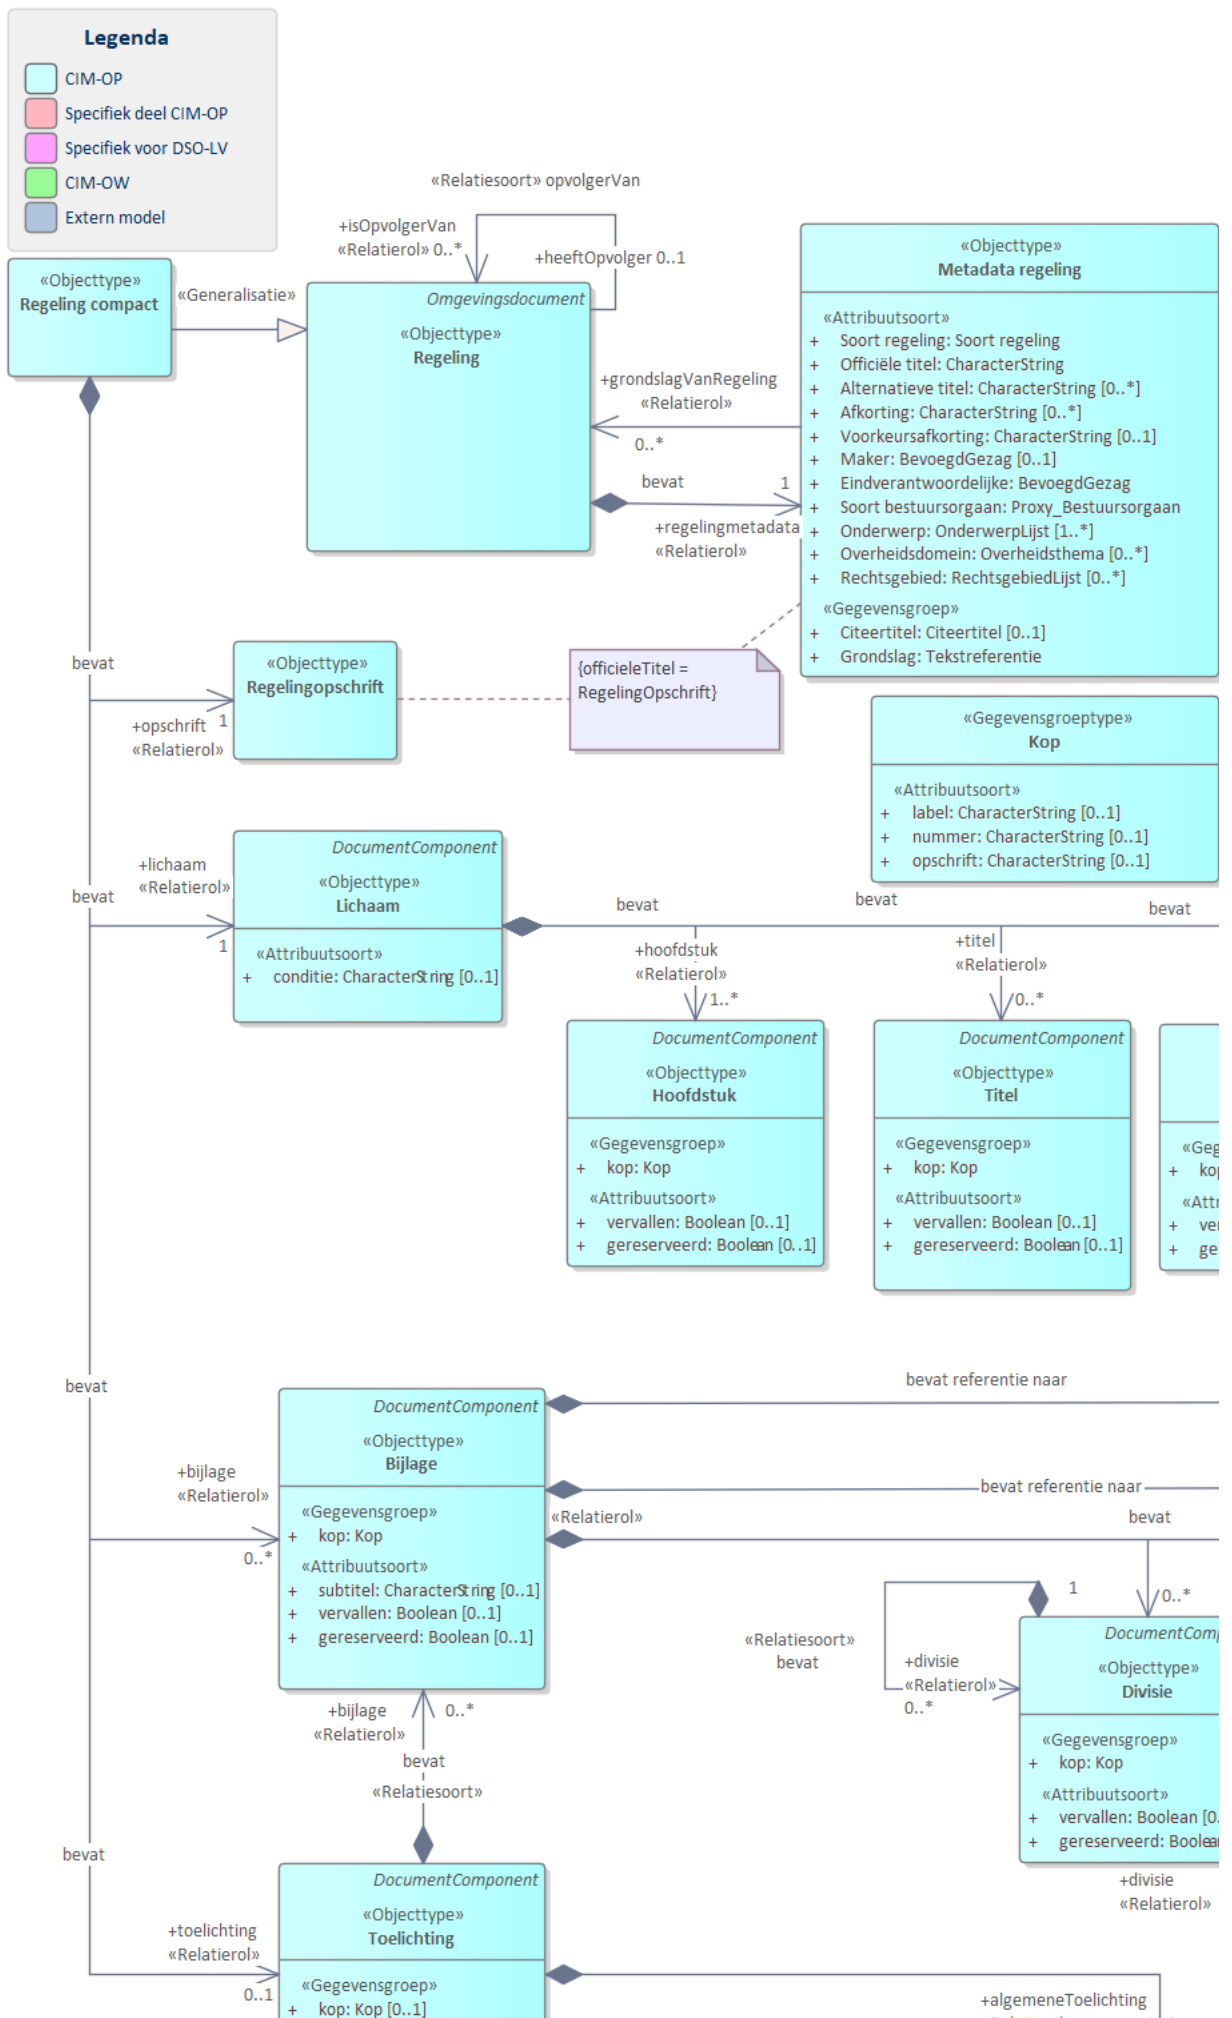 Legenda
CIM-OP
Specifiek deel CIM-OP
Specifiek voor DSO-LV
CIM-OW
Extern model
«Objecttype»
Regeling compact
«Generalisatie»
«Relatiesoort» opvolgerVan
+isOpvolgerVan
«Relatierol» 0..*
+heeftOpvolger 0..1
Omgevingsdocument
«Objecttype»
Regeling
+grondslagVanRegeling
«Relatierol»
0..*
bevat
1
+regelingmetadata
«Relatierol»
«Objecttype»
Metadata regeling
«Attribuutsoort»
+ Soort regeling: Soort regeling
+ Officiële titel: CharacterString
+ Alternatieve titel: CharacterString [0..*]
+ Afkorting: CharacterString [0..*]
+ Voorkeursafkorting: CharacterString [0..1]
+ Maker: BevoegdGezag [0..1]
+ Eindverantwoordelijke: BevoegdGezag
+ Soort bestuursorgaan: Proxy_Bestuursorgaan
+ Onderwerp: OnderwerpLijst [1..*]
+ Overheidsdomein: Overheidsthema [0..*]
+ Rechtsgebied: RechtsgebiedLijst [0..*]
«Gegevensgroep»
+ Citeertitel: Citeertitel [0..1]
+ Grondslag: Tekstreferentie
bevat
+opschrift
«Relatierol»
1
«Objecttype»
Regelingopschrift
{officieleTitel =
RegelingOpschrift}
«Gegevensgroeptype»
Kop
«Attribuutsoort»
+ label: CharacterString [0..1]
+ nummer: CharacterString [0..1]
+ opschrift: CharacterString [0..1]
bevat
+lichaam
«Relatierol»
1
DocumentComponent
«Objecttype»
Lichaam
«Attribuutsoort»
+ conditie: CharacterString [0..1]
bevat
bevat
bevat
+hoofdstuk
«Relatierol»
1..*
+titel
«Relatierol»
0..*
DocumentComponent
«Objecttype»
Hoofdstuk
«Gegevensgroep»
+ kop: Kop
«Attribuutsoort»
+ vervallen: Boolean [0..1]
+ gereserveerd: Boolean [0..1]
DocumentComponent
«Objecttype»
Titel
«Gegevensgroep»
+ kop: Kop
«Attribuutsoort»
+ vervallen: Boolean [0..1]
+ gereserveerd: Boolean [0..1]
«Geg
+ ko
«Attr
+ ve
+ ge
bevat
+bijlage
«Relatierol»
0..*
DocumentComponent
«Objecttype»
Bijlage
«Gegevensgroep»
+ kop: Kop
«Attribuutsoort»
+ subtitel: CharacterString [0..1]
+ vervallen: Boolean [0..1]
+ gereserveerd: Boolean [0..1]
bevat referentie naar
bevat referentie naar
«Relatierol»
bevat
0..*
1
«Relatiesoort»
bevat
+divisie
«Relatierol»
0..*
DocumentComp
«Objecttype»
Divisie
«Gegevensgroep»
+ kop: Kop
«Attribuutsoort»
+ vervallen: Boolean [0.
+ gereserveerd: Boolean
+divisie
«Relatierol»
+bijlage
«Relatierol»
0..*
bevat
«Relatiesoort»
bevat
+toelichting
«Relatierol»
0..1
DocumentComponent
«Objecttype»
Toelichting
«Gegevensgroep»
+ kop: Kop [0..1]
+algemeneToelichting